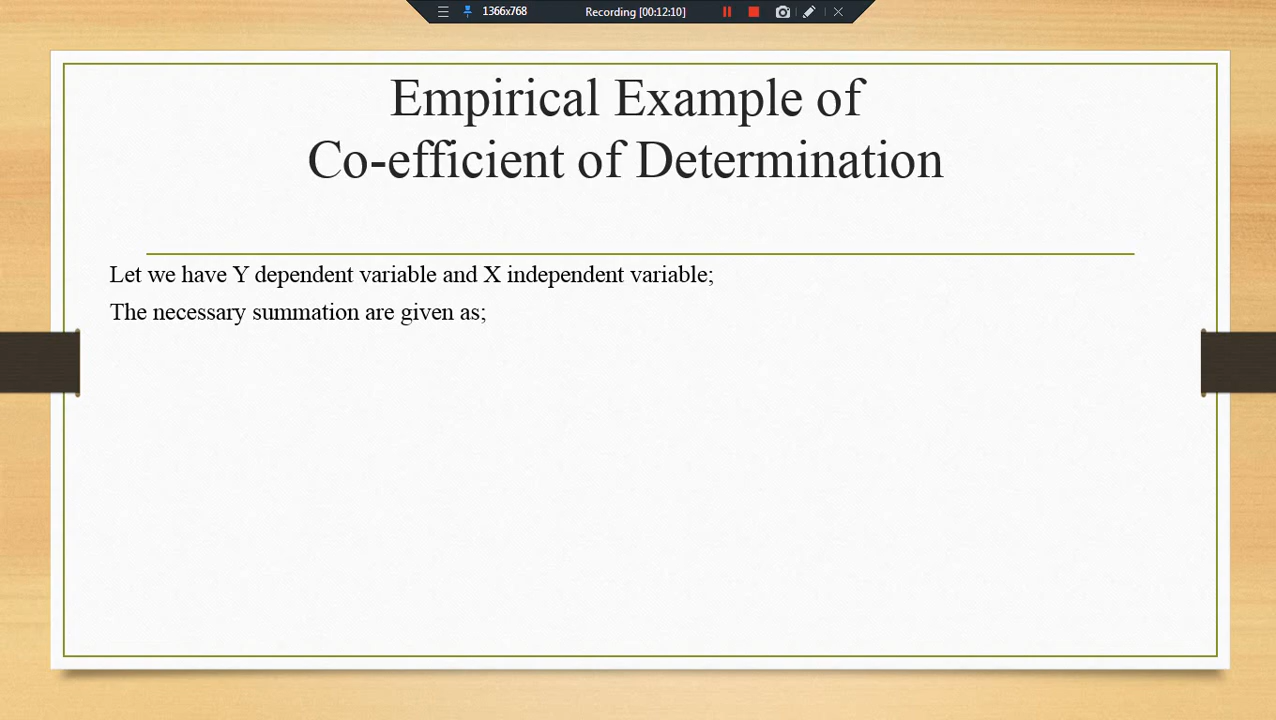 1366x768 Recording [00:12:10]
Empirical Example of
Co-efficient of Determination
Let we have Y dependent variable and X independent variable;
The necessary summation are given as;